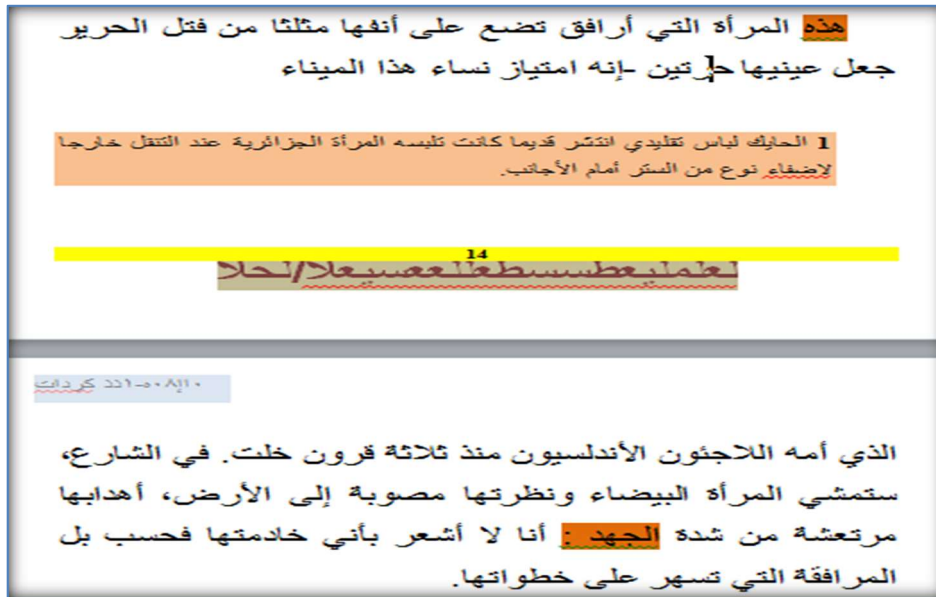 هذه المرأة التي أرافق تضع على أنفها مثلثا من فتل الحرير
جعل عينيها حرتين -إنه امتياز نساء هذا الميناء
1 الحايك لباس تقليدي انتشر قديما كانت تلبسه المرأة الجزائرية عند التنقل خارجا
لاضفاء نوع من الستر أمام الأجانب.
14
كردات
الذي أمه اللاجئون الأندلسيون منذ ثلاثة قرون خلت. في الشارع،
ستمشي المرأة البيضاء ونظرتها مصوبة إلى الأرض، أهدابها
مرتعشة من شدة الجهد : أنا لا أشعر بأني خادمتها فحسب بل
المرافقة التي تسهر على خطواتها.